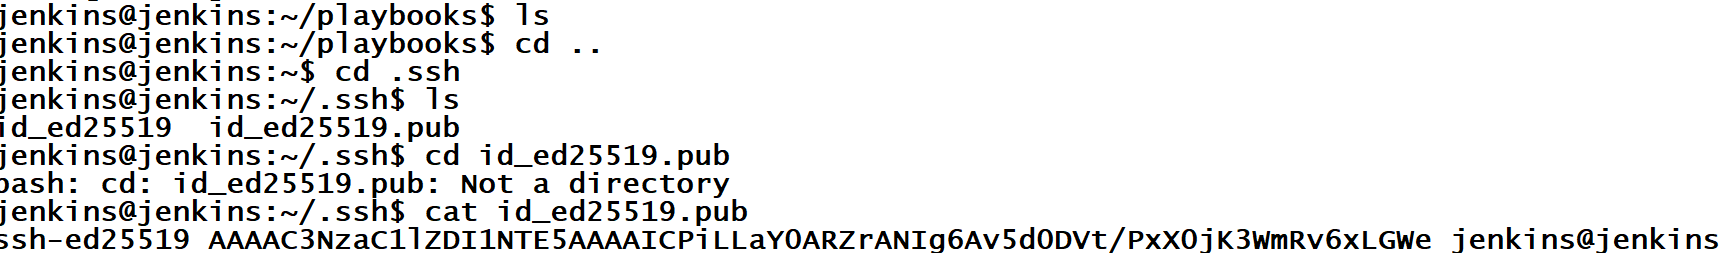 jenkins@jenkins:~/playbooks$ ls
jenkins@jenkins:~/playbooks$ cd ..
jenkins@jenkins:~$ cd .ssh
jenkins@jenkins:~/.ssh$ ls
id_ed25519  id_ed25519.pub
jenkins@jenkins:~/.ssh$ cd id_ed25519.pub
bash: cd: id_ed25519.pub: Not a directory
jenkins@jenkins:~/.ssh$ cat id_ed25519.pub
ssh-ed25519 AAAAC3NzaC1lZDI1NTE5AAAAICPiLLaY0ARZrANIg6Av5d0DVt/PxX0jK3WmRv6xLGWe jenkins@jenkins